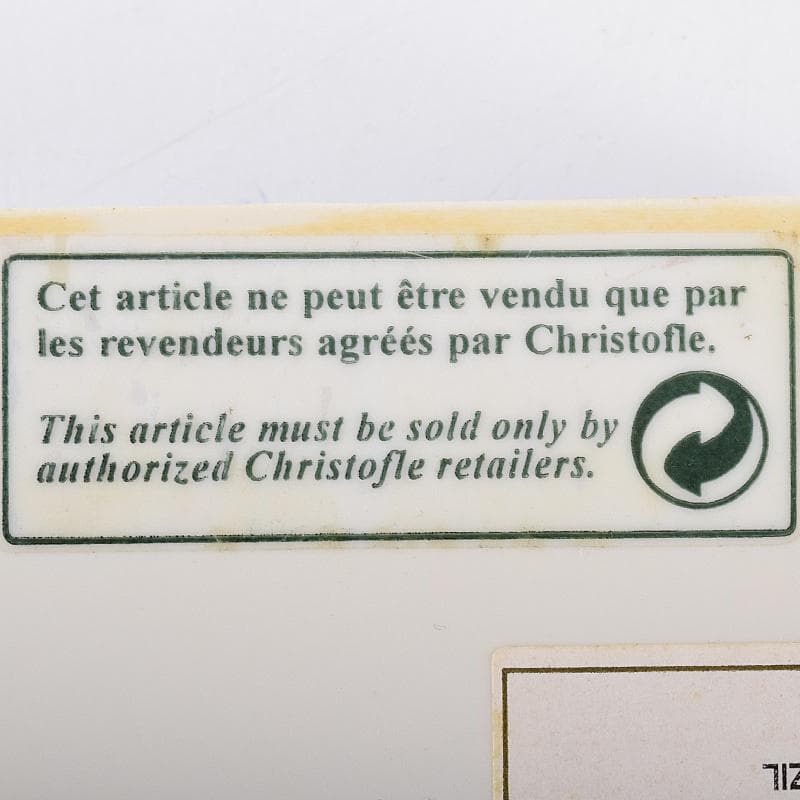 Cet article ne peut être vendu que par
les revendeurs agréés par Christofle.
This article must be sold only by
authorized Christofle retailers.